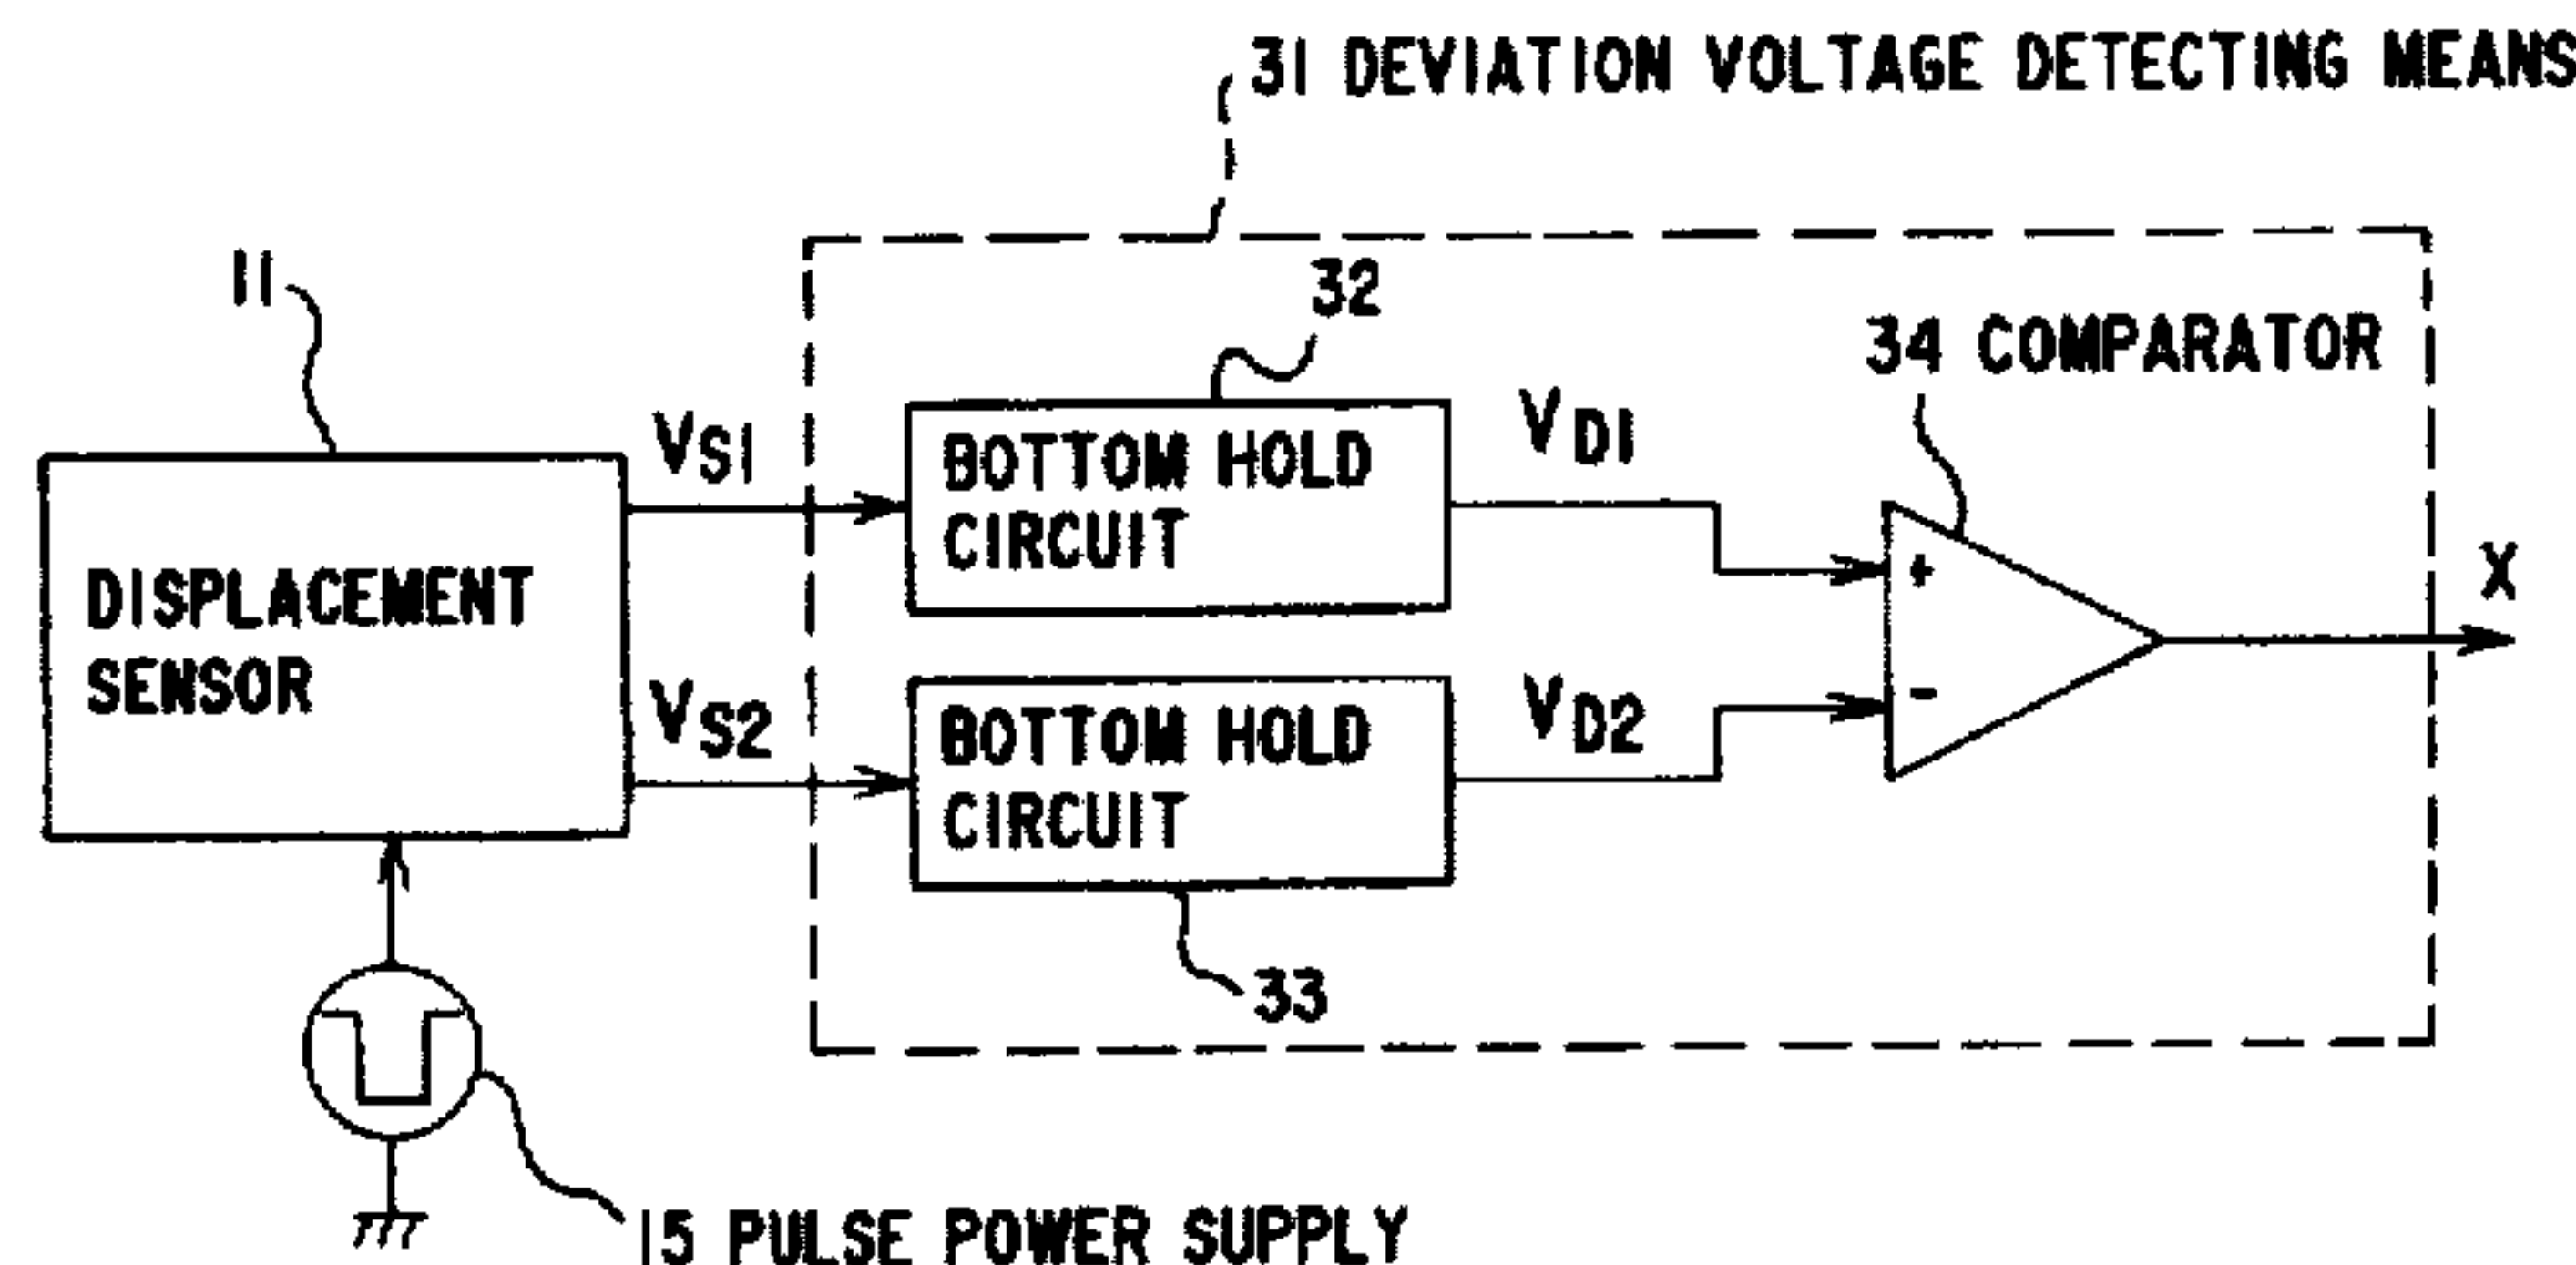 31 DEVIATION VOLTAGE DETECTING MEANS
11
32
34 COMPARATOR
VS1
BOTTOM HOLD
CIRCUIT
VD1
+
X
DISPLACEMENT
SENSOR
VS2
BOTTOM HOLD
CIRCUIT
VD2
-
33
15 PULSE POWER SUPPLY